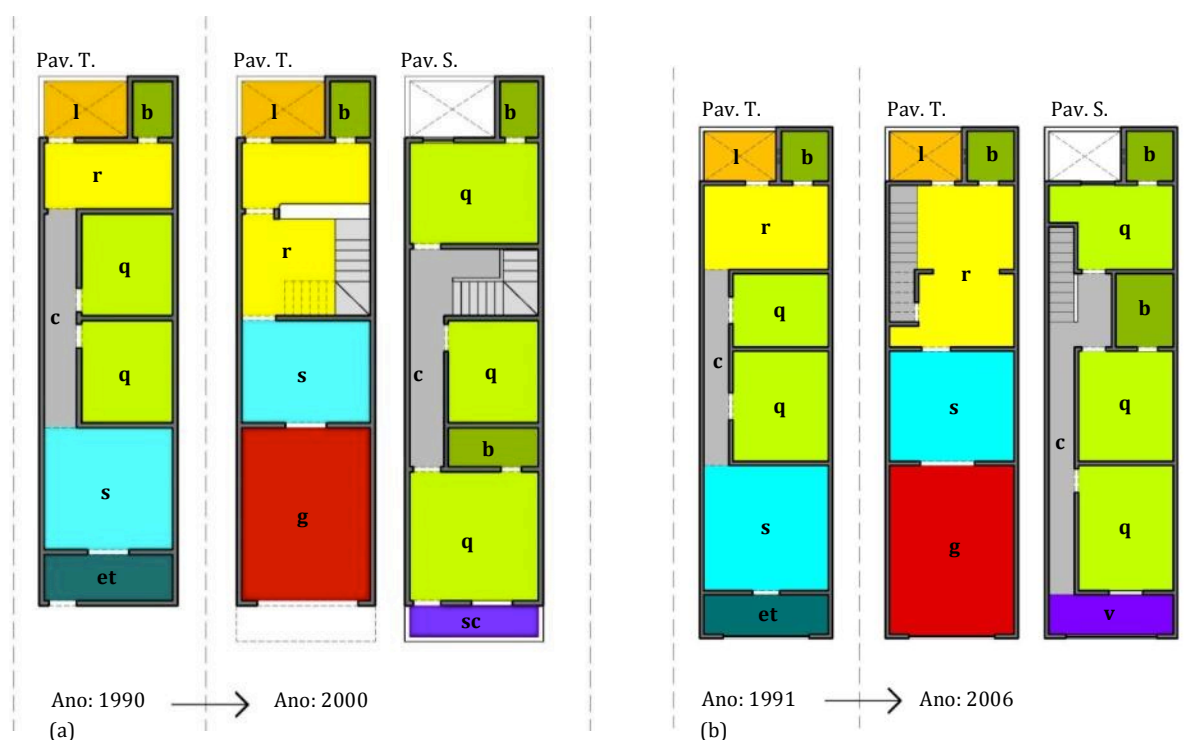 Pav. T.
l
b
r
q
c
q
s
et
Pav. T.
l
b
r
s
g
Pav. S.
b
q
c
q
b
q
sc
Ano: 1990
Ano: 2000
(a)
Pav. T.
l
b
r
q
c
q
s
et
Pav. T.
l
b
r
s
g
Pav. S.
b
q
b
q
c
q
v
Ano: 1991
Ano: 2006
(b)